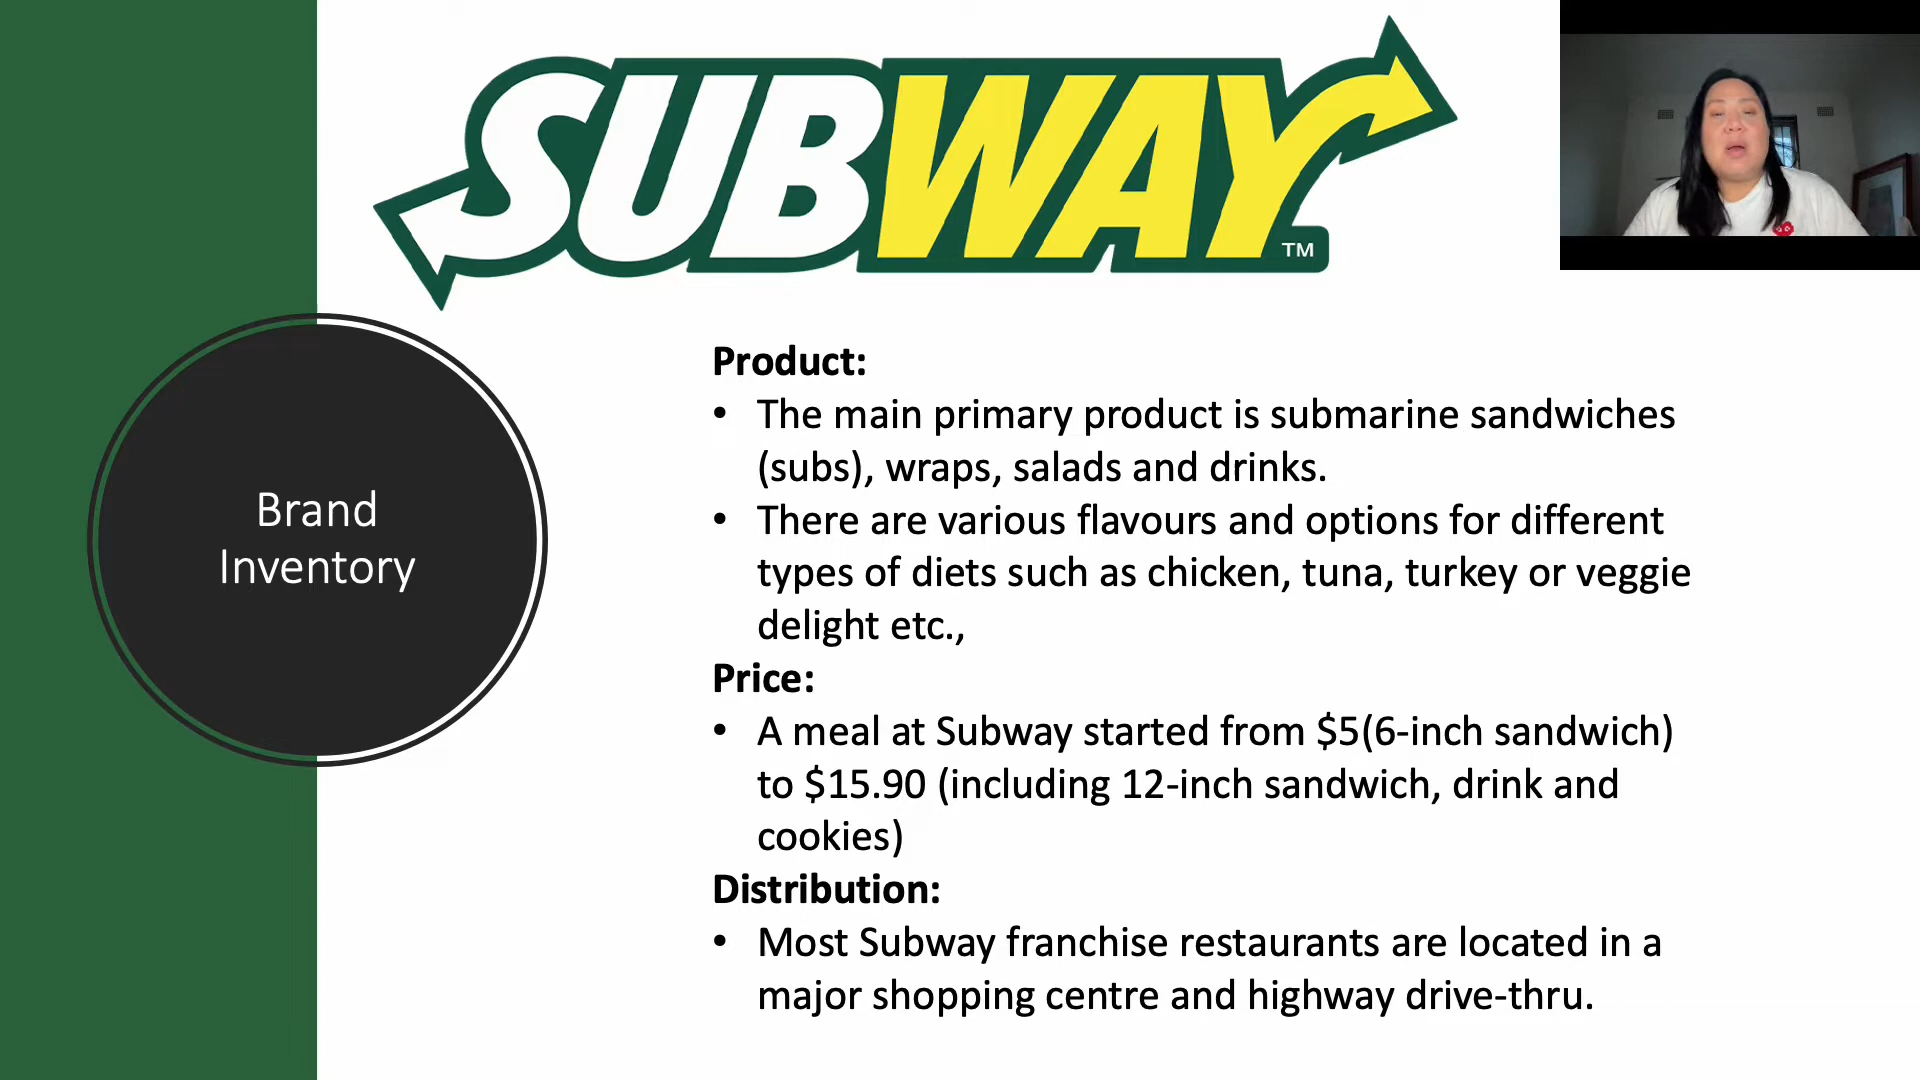 SUBWAY™
Brand
Inventory
Product:
• The main primary product is submarine sandwiches
(subs), wraps, salads and drinks.
• There are various flavours and options for different
types of diets such as chicken, tuna, turkey or veggie
delight etc.,
Price:
• A meal at Subway started from $5(6-inch sandwich)
to $15.90 (including 12-inch sandwich, drink and
cookies)
Distribution:
• Most Subway franchise restaurants are located in a
major shopping centre and highway drive-thru.